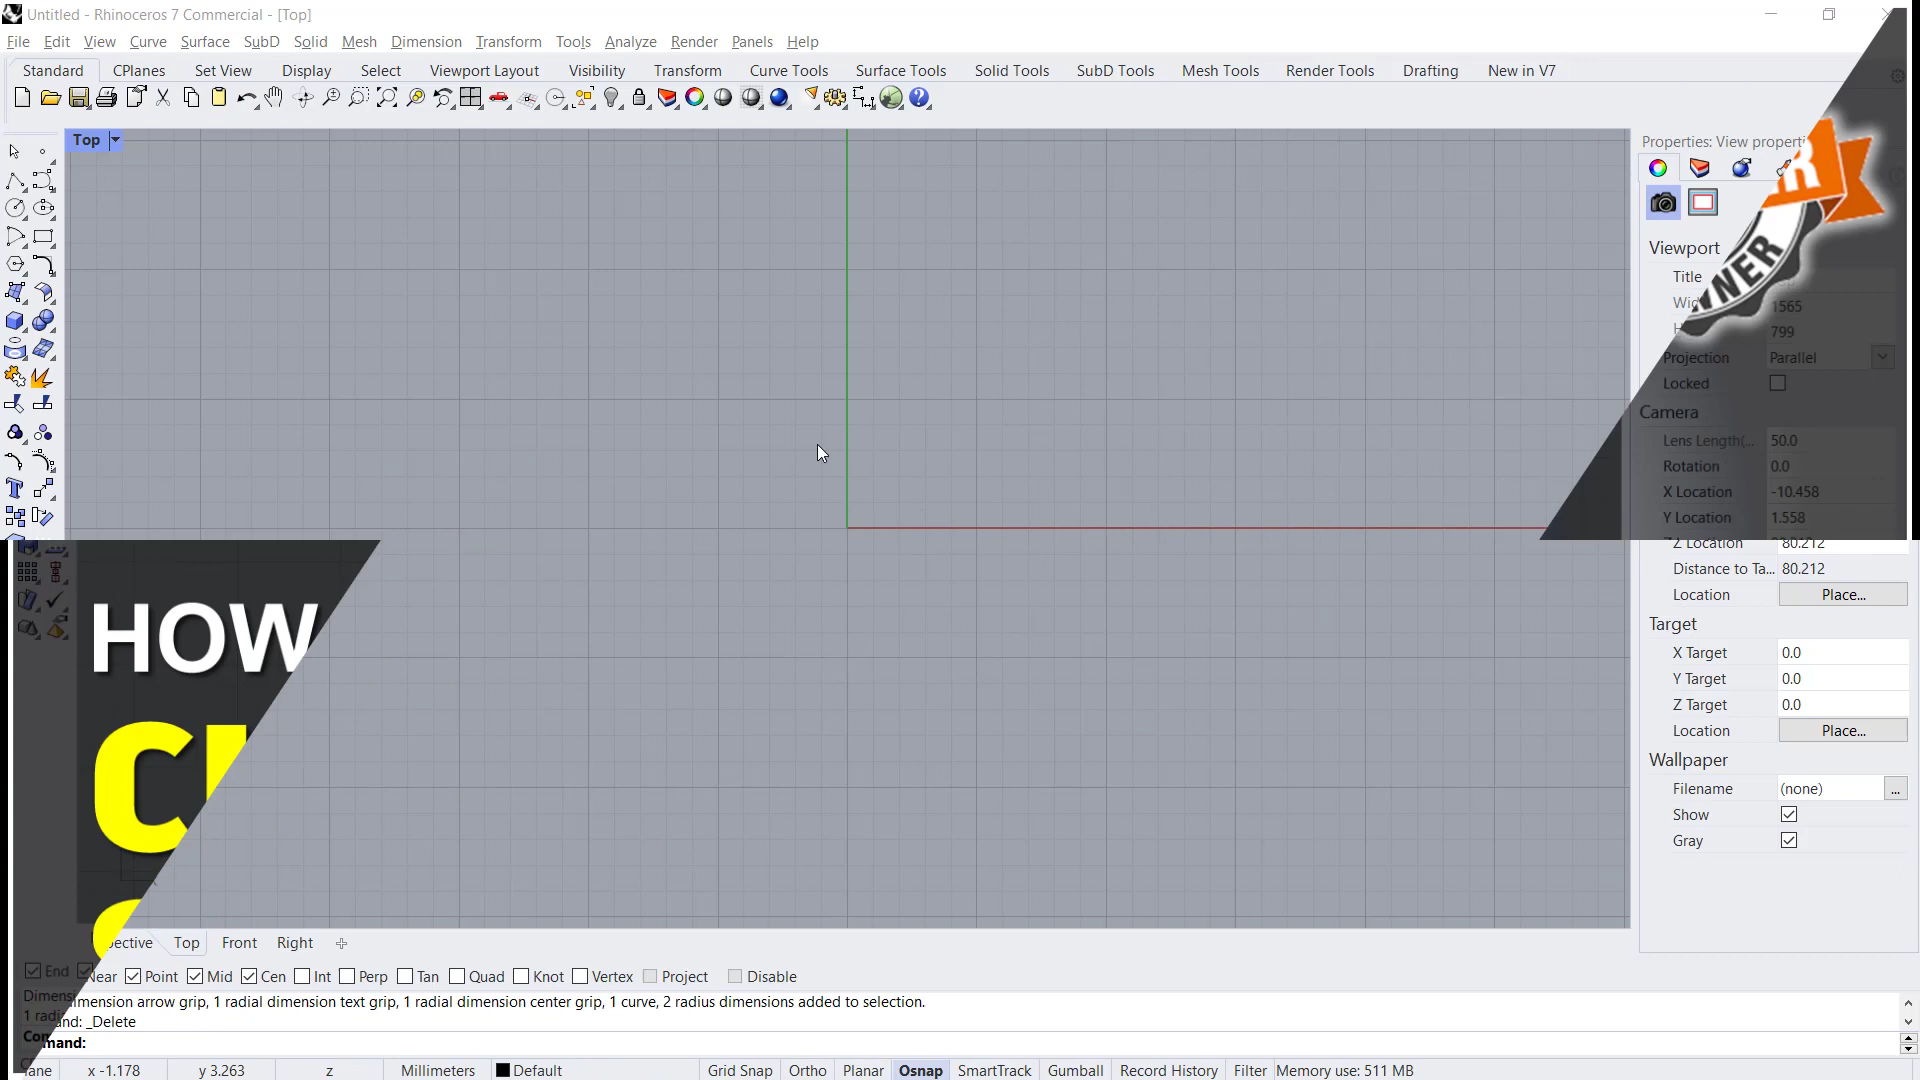 Untitled - Rhinoceros 7 Commercial - [Top]
File Edit View Curve Surface SubD Solid Mesh Dimension Transform Tools Analyze Render Panels Help
Standard CPlanes Set View Display Select Viewport Layout Visibility Transform Curve Tools Surface Tools Solid Tools SubD Tools Mesh Tools Render Tools Drafting New in V7
Top
Properties: View properti
Viewport
Title
1565
799
Projection Parallel
Locked
Camera
Lens Length(... 50.0
Rotation 0.0
X Location -10.458
Y Location 1.558
Z Location 80.212
Distance to Ta... 80.212
Location Place...
Target
X Target 0.0
Y Target 0.0
Z Target 0.0
Location Place...
Wallpaper
Filename (none) ...
Show
Gray
HOW
pective Top Front Right
End Near Point Mid Cen Int Perp Tan Quad Knot Vertex Project Disable
imension arrow grip, 1 radial dimension text grip, 1 radial dimension center grip, 1 curve, 2 radius dimensions added to selection.
and: _Delete
mand:
lane x -1.178 y 3.263 z Millimeters Default Grid Snap Ortho Planar Osnap SmartTrack Gumball Record History Filter Memory use: 511 MB